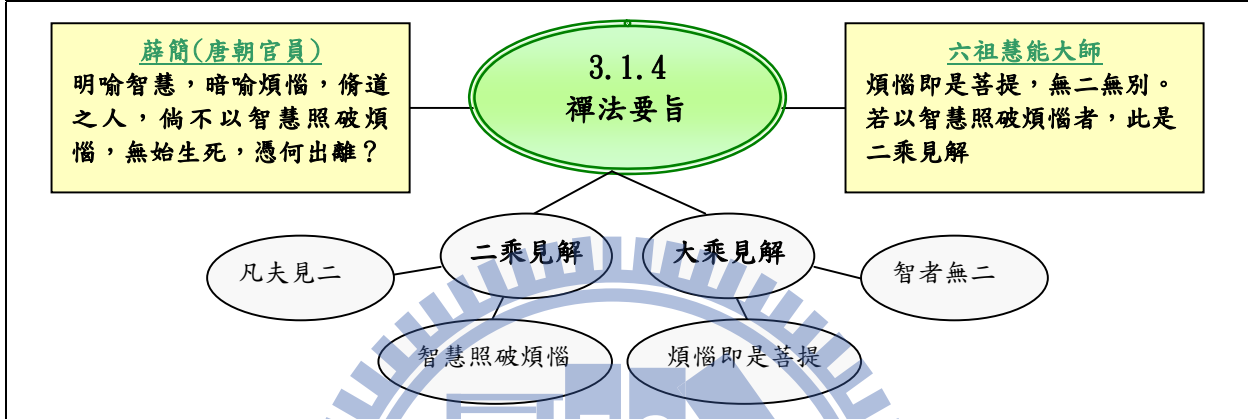 薛簡(唐朝官員)
明喻智慧，暗喻煩惱，脩道
之人，倘不以智慧照破煩
惱，無始生死，憑何出離？
3.1.4
禪法要旨
六祖慧能大師
煩惱即是菩提，無二無別。
若以智慧照破煩惱者，此是
二乘見解
二乘見解
大乘見解
凡夫見二
智者無二
智慧照破煩惱
煩惱即是菩提